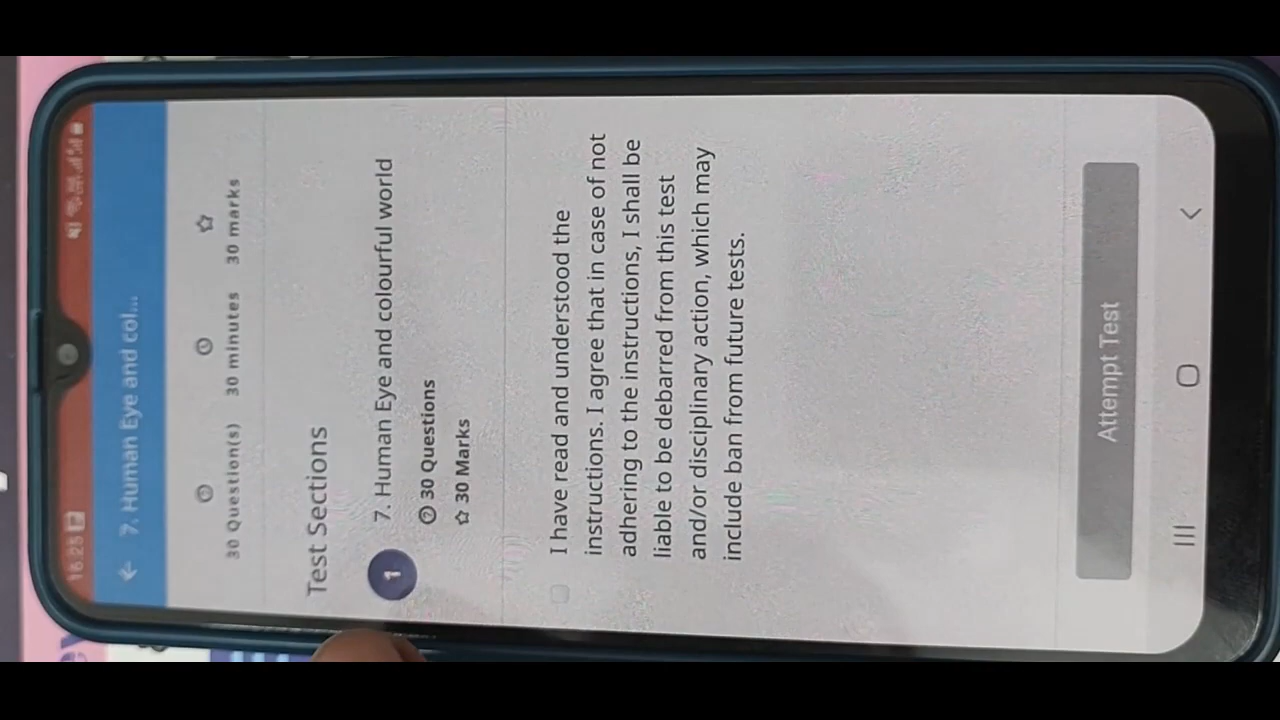 16:25
7. Human Eye and col...
30 Question(s) 30 minutes 30 marks
Test Sections
1 7. Human Eye and colourful world
30 Questions
30 Marks
I have read and understood the
instructions. I agree that in case of not
adhering to the instructions, I shall be
liable to be debarred from this test
and/or disciplinary action, which may
include ban from future tests.
Attempt Test